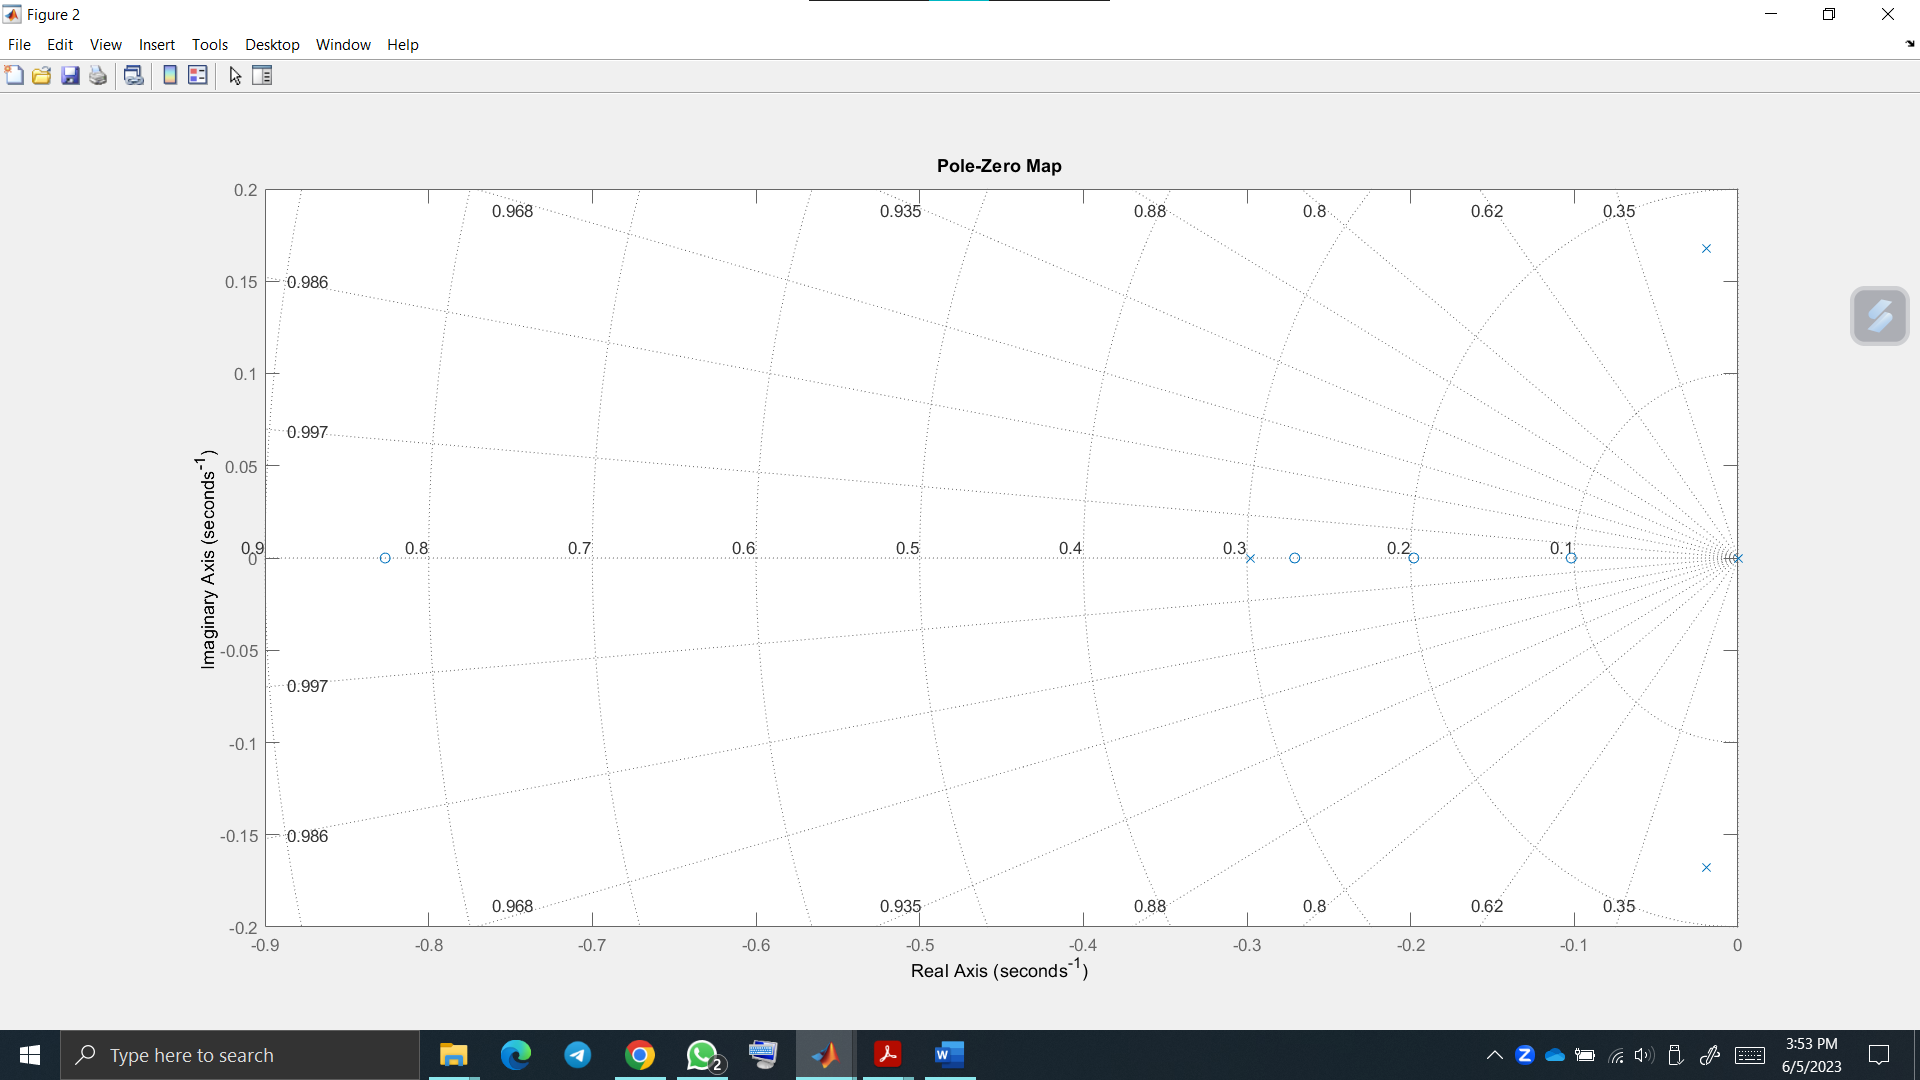 Figure 2
File Edit View Insert Tools Desktop Window Help
Pole-Zero Map
0.2
0.968 0.935 0.88 0.8 0.62 0.35
0.15 0.986
0.1
0.997
0.05
0.9 0.8 0.7 0.6 0.5 0.4 0.3 0.2 0.1
0
Imaginary Axis (seconds⁻¹)
-0.05
0.997
-0.1
-0.15 0.986
0.968 0.935 0.88 0.8 0.62 0.35
-0.2
-0.9 -0.8 -0.7 -0.6 -0.5 -0.4 -0.3 -0.2 -0.1 0
Real Axis (seconds⁻¹)
Type here to search
2
W
Z
3:53 PM
6/5/2023